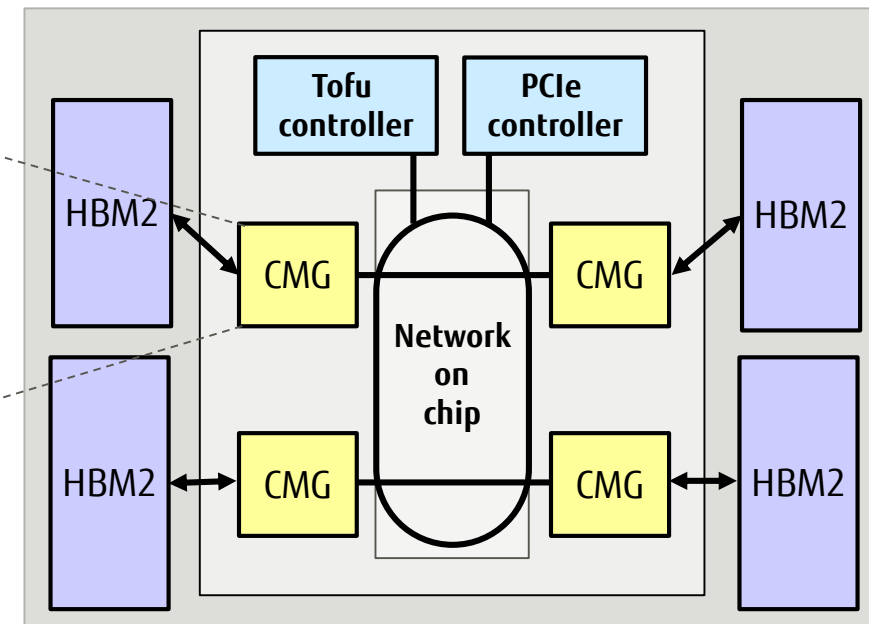 Tofu
controller
PCIe
controller
HBM2
HBM2
CMG
CMG
Network
on
chip
HBM2
CMG
CMG
HBM2